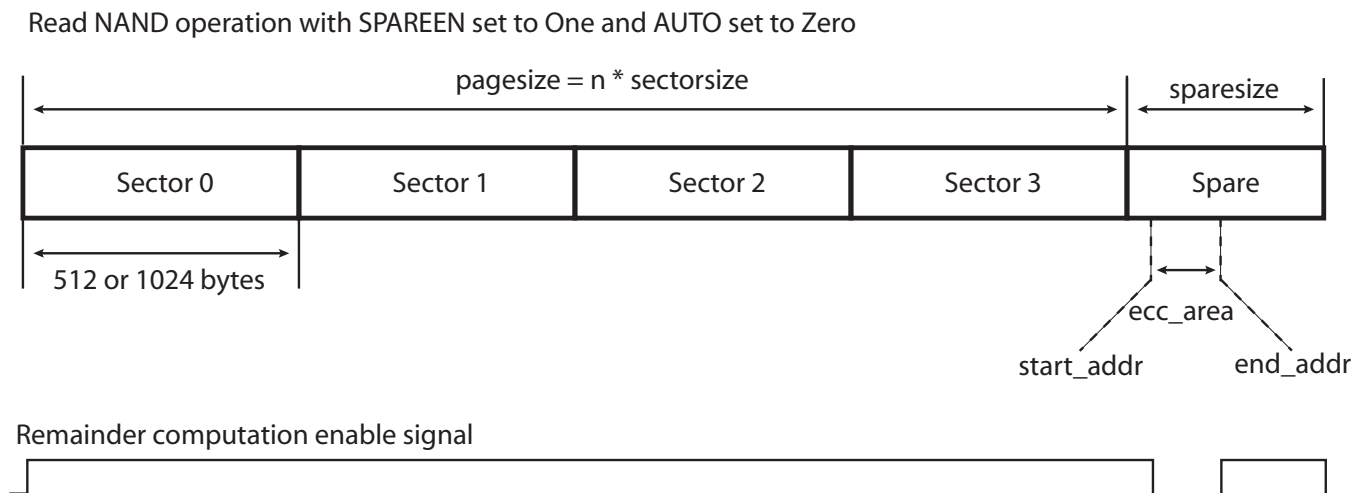 Read NAND operation with SPAREEN set to One and AUTO set to Zero
pagesize = n * sectorsize
sparesize
Sector 0 Sector 1 Sector 2 Sector 3 Spare
512 or 1024 bytes
ecc_area
start_addr end_addr
Remainder computation enable signal